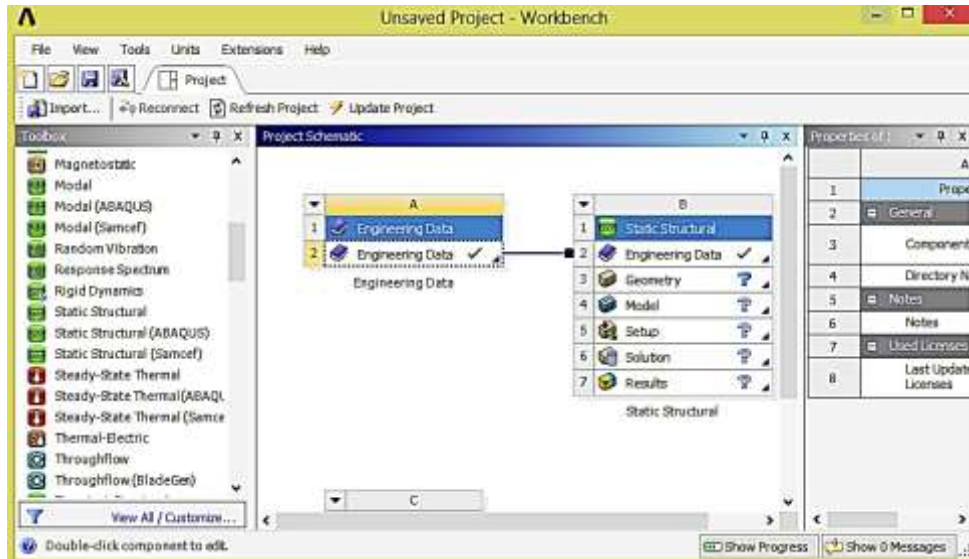 Unsaved Project - Workbench
File View Tools Units Extensions Help
Project
Import... Reconnect Refresh Project Update Project
Toolbox
Magnetostatic
Modal
Modal (ABAQUS)
Modal (Samcef)
Random Vibration
Response Spectrum
Rigid Dynamics
Static Structural
Static Structural (ABAQUS)
Static Structural (Samcef)
Steady-State Thermal
Steady-State Thermal (ABAQU
Steady-State Thermal (Samce
Thermal-Electric
Throughflow
Throughflow (BladeGen)
View All / Customize...
Project Schematic
A
1 Engineering Data
2 Engineering Data
Engineering Data
B
1 Static Structural
2 Engineering Data
3 Geometry
4 Model
5 Setup
6 Solution
7 Results
Static Structural
C
Properties of
A
1 Prope
2 General
3 Component
4 Directory N
5 Notes
6 Notes
7 Used Licenses
8 Last Update
Licenses
Double-click component to edit.
Show Progress Show 0 Messages